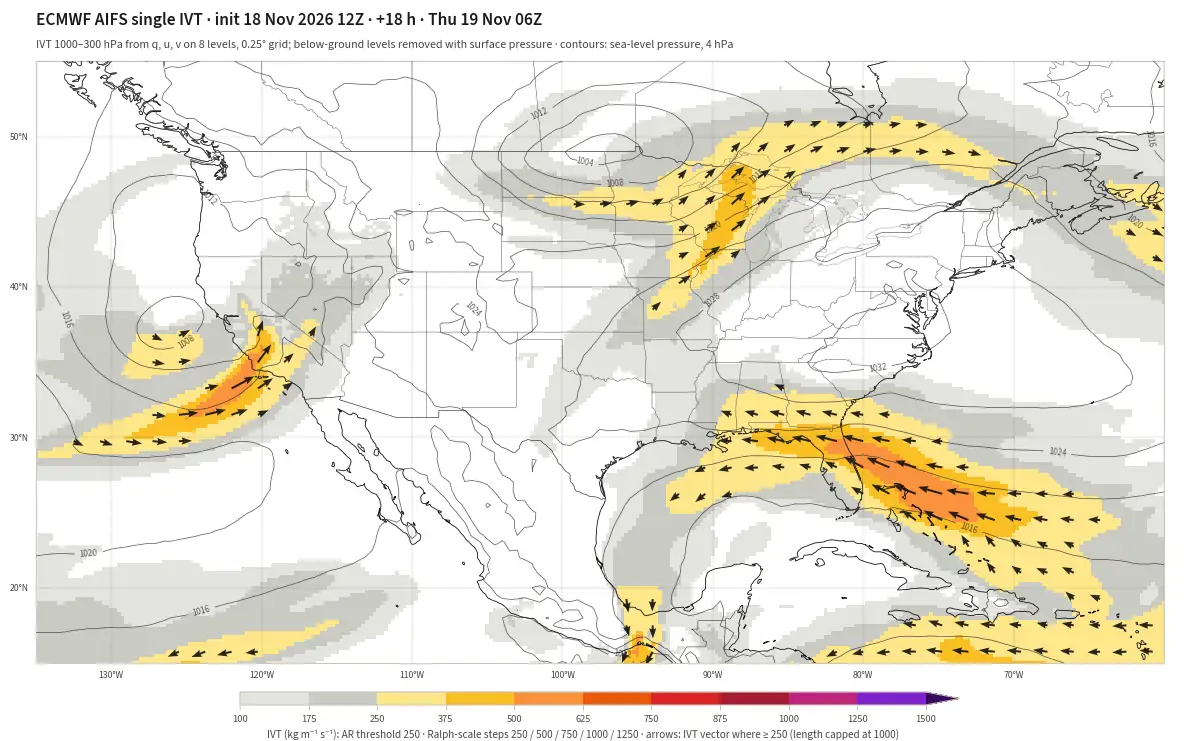 ECMWF AIFS single IVT · init 18 Nov 2026 12Z · +18 h · Thu 19 Nov 06Z
IVT 1000–300 hPa from q, u, v on 8 levels, 0.25° grid; below-ground levels removed with surface pressure · contours: sea-level pressure, 4 hPa
1012
50°N
1016
1004
1008
1012
1020
40°N
1028
1024
1016
1008
1032
30°N
1024
1016
1020
20°N
1016
130°W
120°W
110°W
100°W
90°W
80°W
70°W
100
175
250
375
500
625
750
875
1000
1250
1500
IVT (kg m⁻¹ s⁻¹): AR threshold 250 · Ralph-scale steps 250 / 500 / 750 / 1000 / 1250 · arrows: IVT vector where ≥ 250 (length capped at 1000)